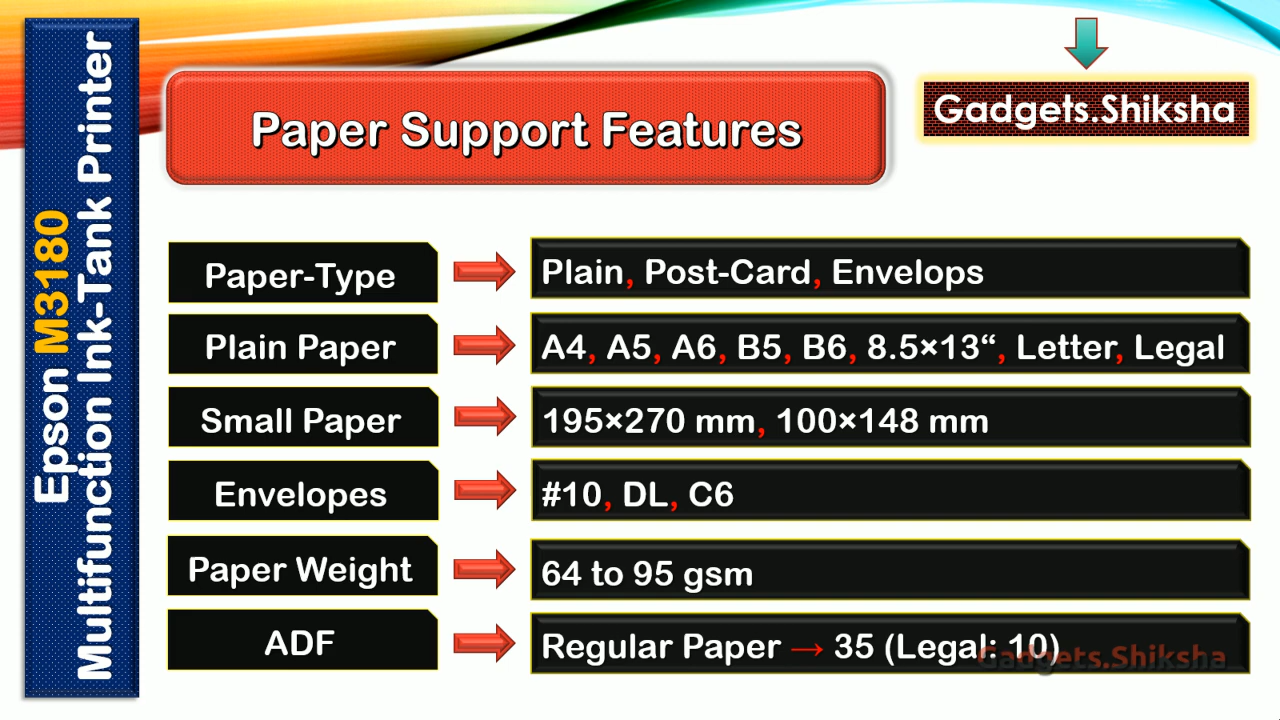 Epson M3180
Multifunction Ink-Tank Printer
Paper Support Features
Gadgets.Shiksha
Paper-Type
Plain, Post-Card, Envelops
Plain Paper
A4, A5, A6, B5, B6, 8.5×13“, Letter, Legal
Small Paper
195×270 mm, 100×148 mm
Envelopes
#10, DL, C6
Paper Weight
64 to 95 gsm
ADF
Regular Paper → 35 (Legal: 10)
Gadgets.Shiksha